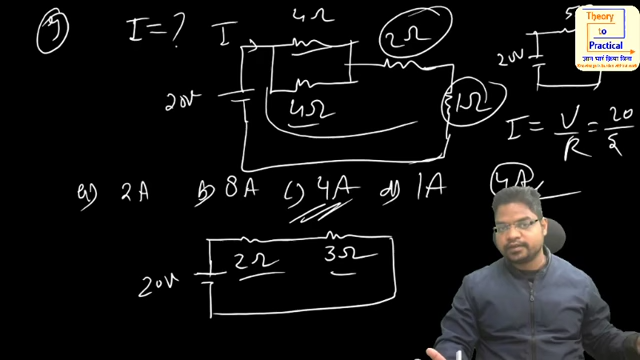 Theory
to
Practical
ज्ञान धारं क्रिया बिना
I = ?
I
4Ω
2Ω
20V
4Ω
1Ω
5
20V
I = V/R = 20/5
a) 2A b) 8A c) 4A d) 1A
4A
20V
2Ω
3Ω